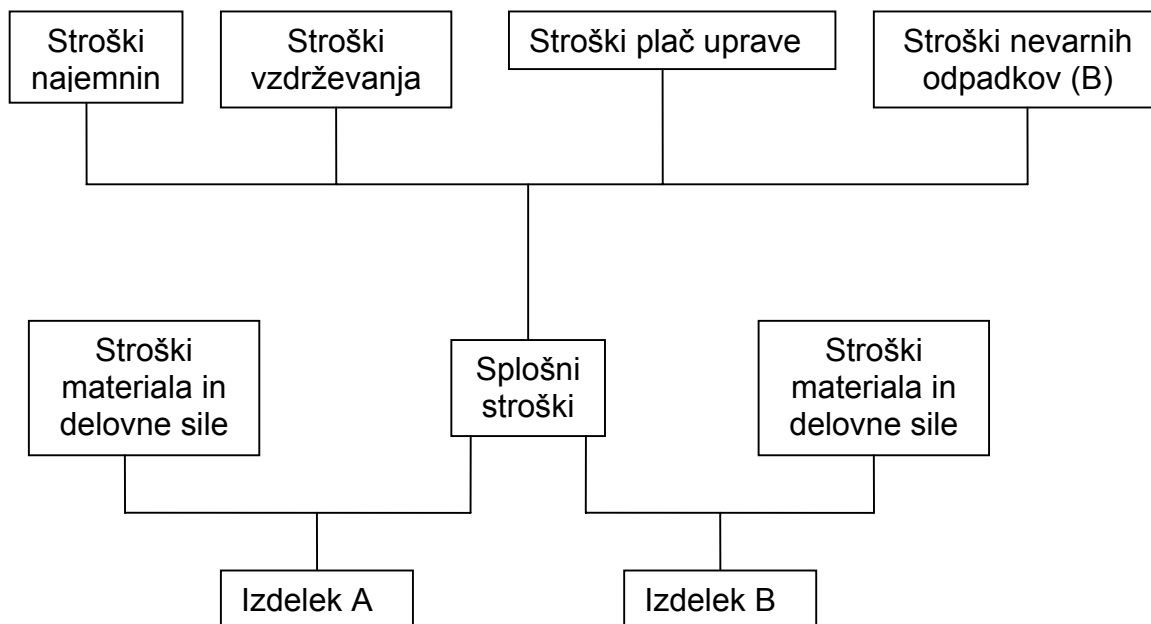 Stroški
najemnin
Stroški
vzdrževanja
Stroški plač uprave
Stroški nevarnih
odpadkov (B)
Stroški
materiala in
delovne sile
Splošni
stroški
Stroški
materiala in
delovne sile
Izdelek A
Izdelek B